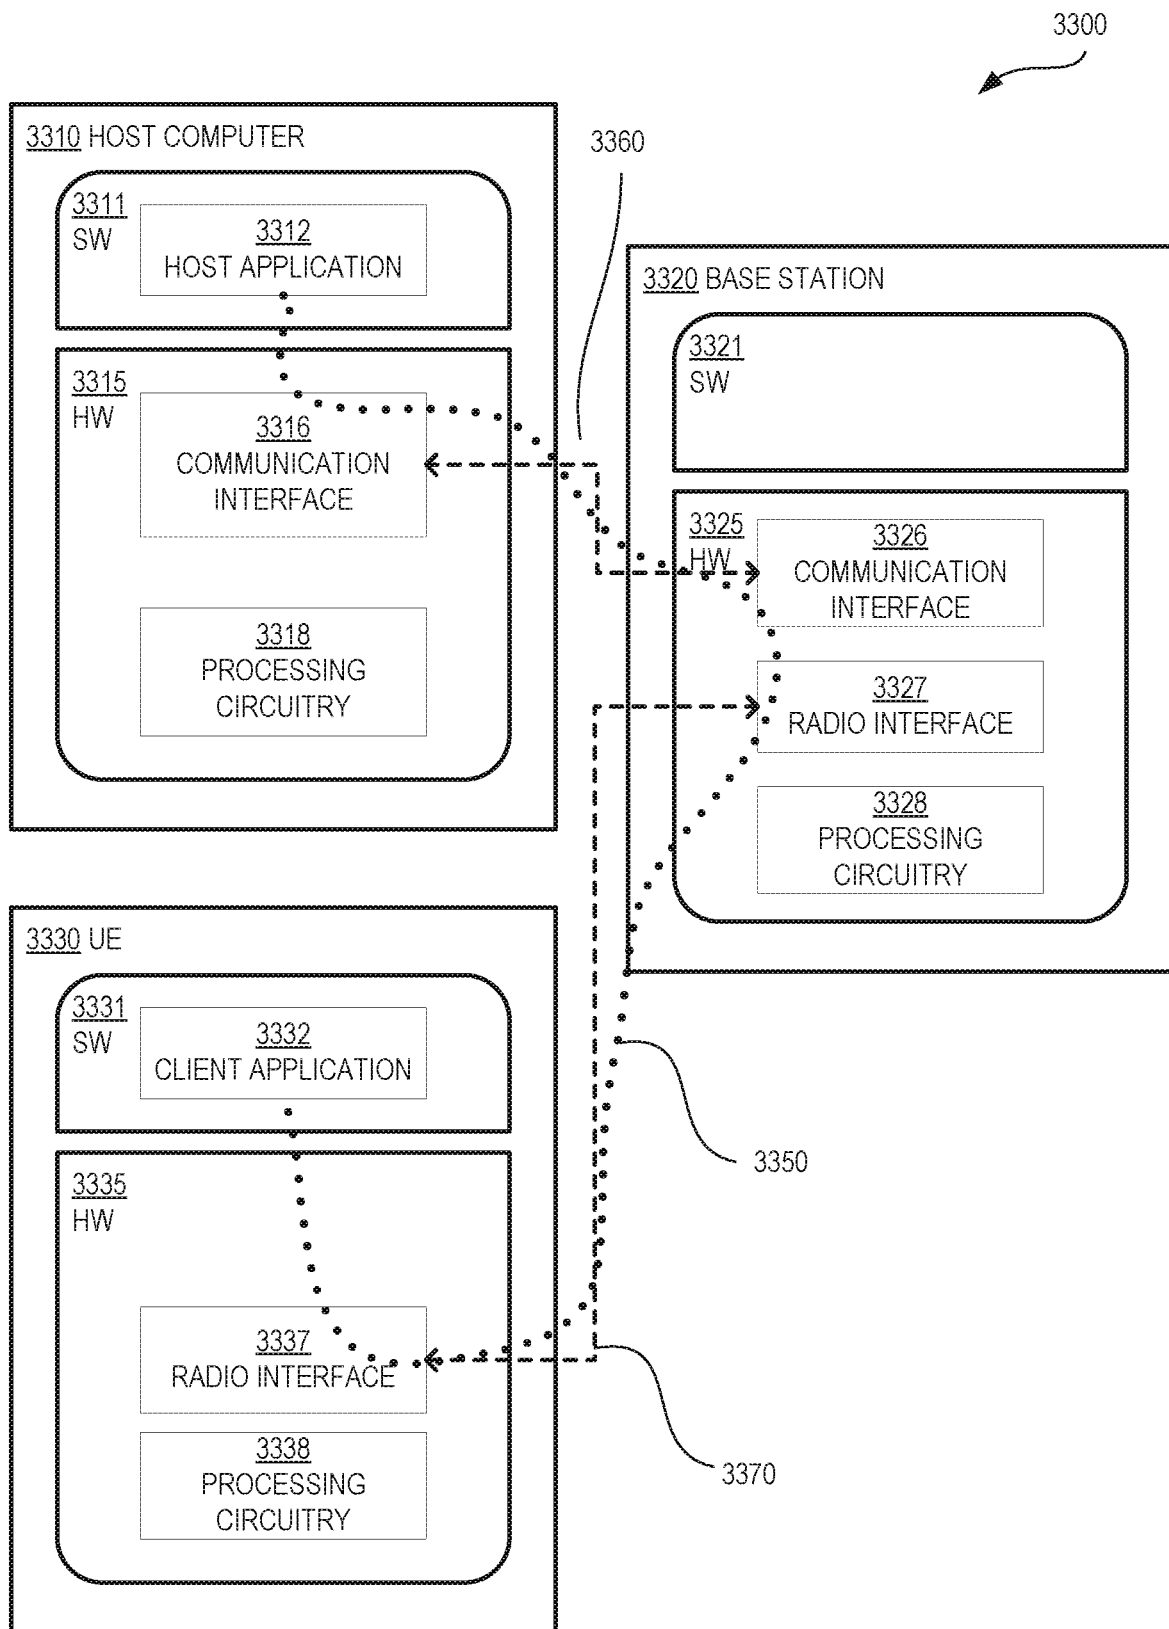 3300
3310 HOST COMPUTER
3311
SW
3312
HOST APPLICATION
3315
HW
3316
COMMUNICATION
INTERFACE
3318
PROCESSING
CIRCUITRY
3360
3320 BASE STATION
3321
SW
3325
HW
3326
COMMUNICATION
INTERFACE
3327
RADIO INTERFACE
3328
PROCESSING
CIRCUITRY
3330 UE
3331
SW
3332
CLIENT APPLICATION
3335
HW
3337
RADIO INTERFACE
3338
PROCESSING
CIRCUITRY
3350
3370